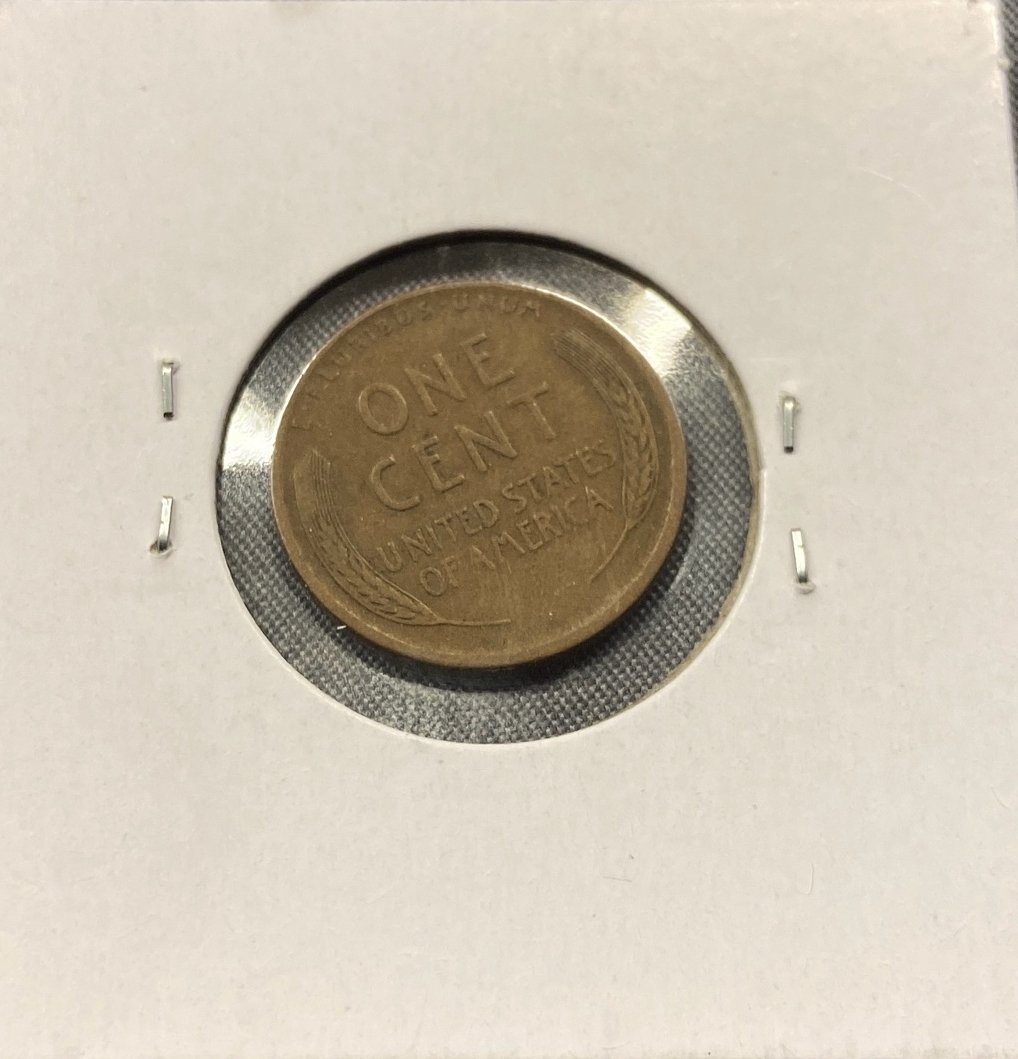 E·PLURIBUS·UNUM
ONE
CENT
UNITED STATES
OF AMERICA